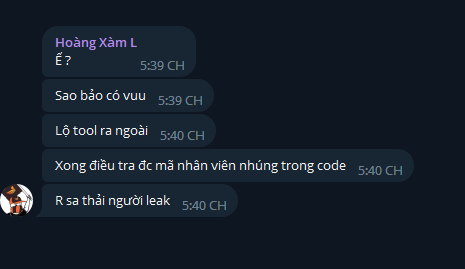 Hoàng Xàm L
Ể ?
5:39 CH
Sao bảo có vuu
5:39 CH
Lộ tool ra ngoài
5:40 CH
Xong điều tra đc mã nhân viên nhúng trong code
5:40 CH
R sa thải người leak
5:40 CH